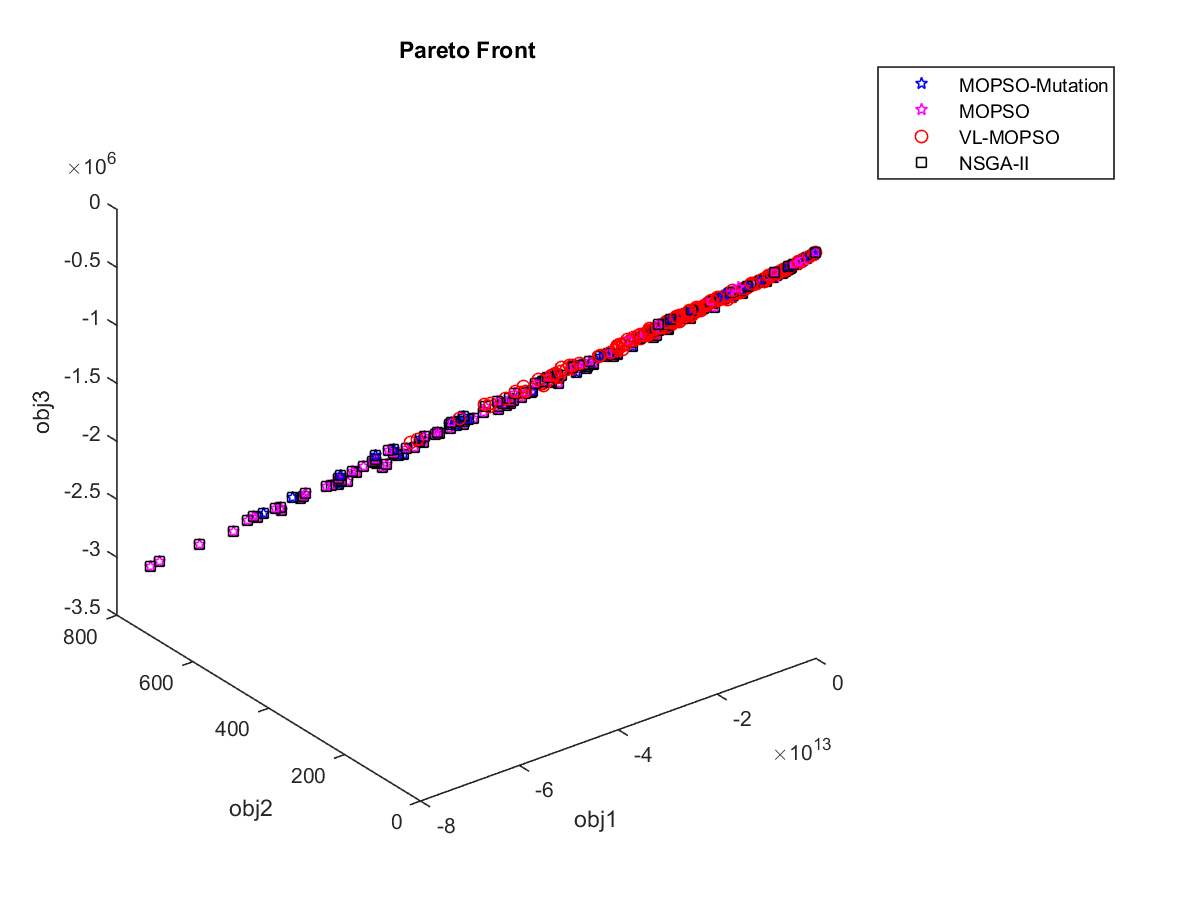 Pareto Front
MOPSO-Mutation
MOPSO
VL-MOPSO
NSGA-II
×10^6
0
-0.5
-1
-1.5
-2
-2.5
-3
-3.5
obj3
800
600
400
200
0
obj2
-8
-6
-4
-2
0
×10^13
obj1